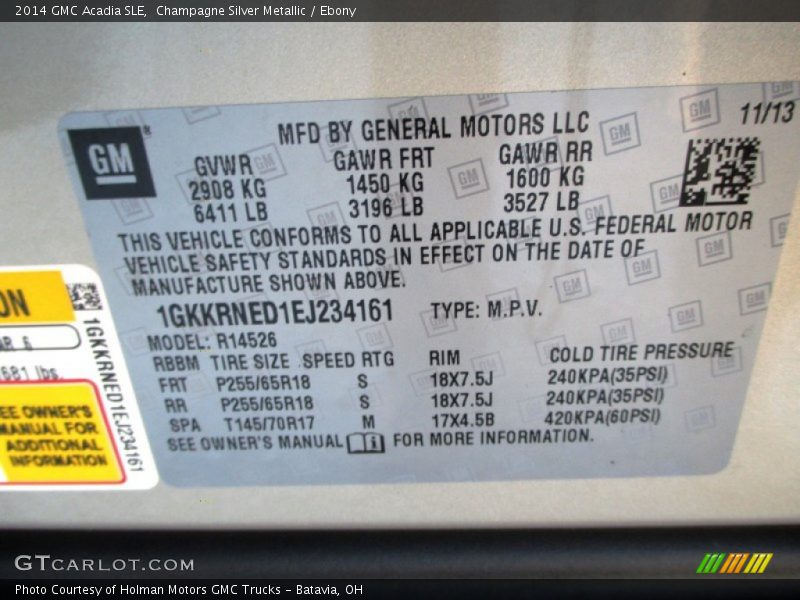 2014 GMC Acadia SLE, Champagne Silver Metallic / Ebony
GM
MFD BY GENERAL MOTORS LLC
11/13
GVWR GAWR FRT GAWR RR
2908 KG 1450 KG 1600 KG
6411 LB 3196 LB 3527 LB
THIS VEHICLE CONFORMS TO ALL APPLICABLE U.S. FEDERAL MOTOR
VEHICLE SAFETY STANDARDS IN EFFECT ON THE DATE OF
MANUFACTURE SHOWN ABOVE.
1GKKRNED1EJ234161 TYPE: M.P.V.
MODEL: R14526
RBBM TIRE SIZE SPEED RTG RIM COLD TIRE PRESSURE
FRT P255/65R18 S 18X7.5J 240KPA(35PSI)
RR P255/65R18 S 18X7.5J 240KPA(35PSI)
SPA T145/70R17 M 17X4.5B 420KPA(60PSI)
SEE OWNER'S MANUAL FOR MORE INFORMATION.
ON
AR 6
681 lbs.
SEE OWNER'S
MANUAL FOR
ADDITIONAL
INFORMATION
1GKKRNED1EJ234161
GTCARLOT.COM
Photo Courtesy of Holman Motors GMC Trucks - Batavia, OH